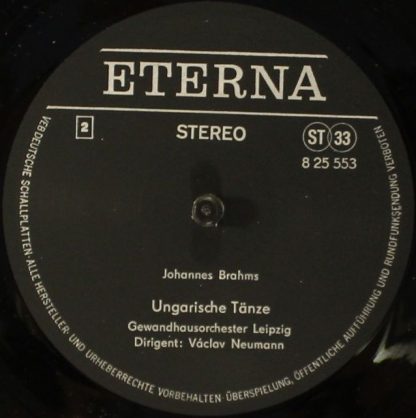 ETERNA
2 STEREO ST 33
8 25 553
Johannes Brahms
Ungarische Tänze
Gewandhausorchester Leipzig
Dirigent: Václav Neumann
VEB DEUTSCHE SCHALLPLATTEN · ALLE HERSTELLER- UND URHEBERRECHTE VORBEHALTEN ÜBERSPIELUNG, ÖFFENTLICHE AUFFÜHRUNG UND RUNDFUNKSENDUNG VERBOTEN